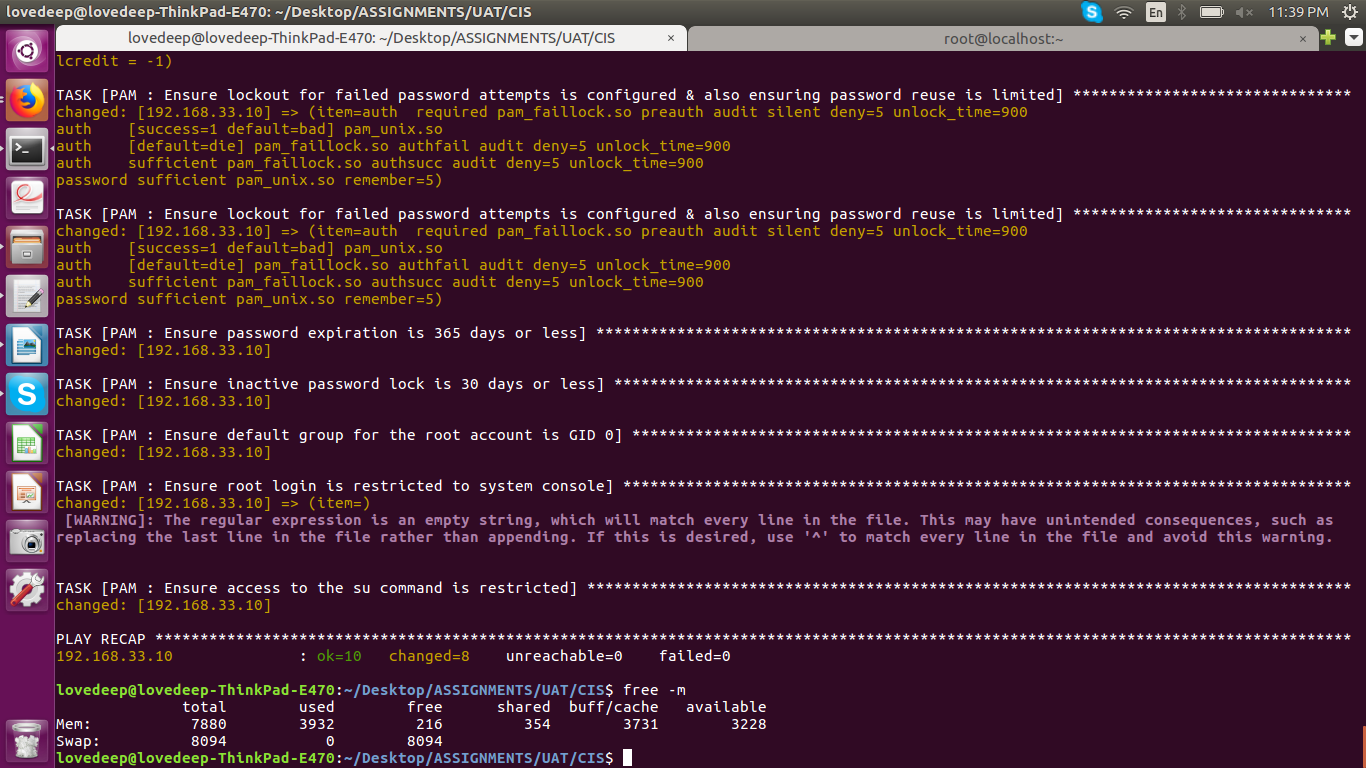 lovedeep@lovedeep-ThinkPad-E470: ~/Desktop/ASSIGNMENTS/UAT/CIS
En
11:39 PM
lovedeep@lovedeep-ThinkPad-E470: ~/Desktop/ASSIGNMENTS/UAT/CIS ×
root@localhost:~ ×
lcredit = -1)
TASK [PAM : Ensure lockout for failed password attempts is configured & also ensuring password reuse is limited] *******************************
changed: [192.168.33.10] => (item=auth  required pam_faillock.so preauth audit silent deny=5 unlock_time=900
auth    [success=1 default=bad] pam_unix.so
auth    [default=die] pam_faillock.so authfail audit deny=5 unlock_time=900
auth    sufficient pam_faillock.so authsucc audit deny=5 unlock_time=900
password sufficient pam_unix.so remember=5)
TASK [PAM : Ensure lockout for failed password attempts is configured & also ensuring password reuse is limited] *******************************
changed: [192.168.33.10] => (item=auth  required pam_faillock.so preauth audit silent deny=5 unlock_time=900
auth    [success=1 default=bad] pam_unix.so
auth    [default=die] pam_faillock.so authfail audit deny=5 unlock_time=900
auth    sufficient pam_faillock.so authsucc audit deny=5 unlock_time=900
password sufficient pam_unix.so remember=5)
TASK [PAM : Ensure password expiration is 365 days or less] ************************************************************************************
changed: [192.168.33.10]
TASK [PAM : Ensure inactive password lock is 30 days or less] **********************************************************************************
changed: [192.168.33.10]
TASK [PAM : Ensure default group for the root account is GID 0] ********************************************************************************
changed: [192.168.33.10]
TASK [PAM : Ensure root login is restricted to system console] *********************************************************************************
changed: [192.168.33.10] => (item=)
[WARNING]: The regular expression is an empty string, which will match every line in the file. This may have unintended consequences, such as
replacing the last line in the file rather than appending. If this is desired, use '^' to match every line in the file and avoid this warning.
TASK [PAM : Ensure access to the su command is restricted] *************************************************************************************
changed: [192.168.33.10]
PLAY RECAP *************************************************************************************************************************************
192.168.33.10              : ok=10   changed=8    unreachable=0    failed=0
lovedeep@lovedeep-ThinkPad-E470:~/Desktop/ASSIGNMENTS/UAT/CIS$ free -m
              total        used        free      shared  buff/cache   available
Mem:           7880        3932         216         354        3731        3228
Swap:          8094           0        8094
lovedeep@lovedeep-ThinkPad-E470:~/Desktop/ASSIGNMENTS/UAT/CIS$